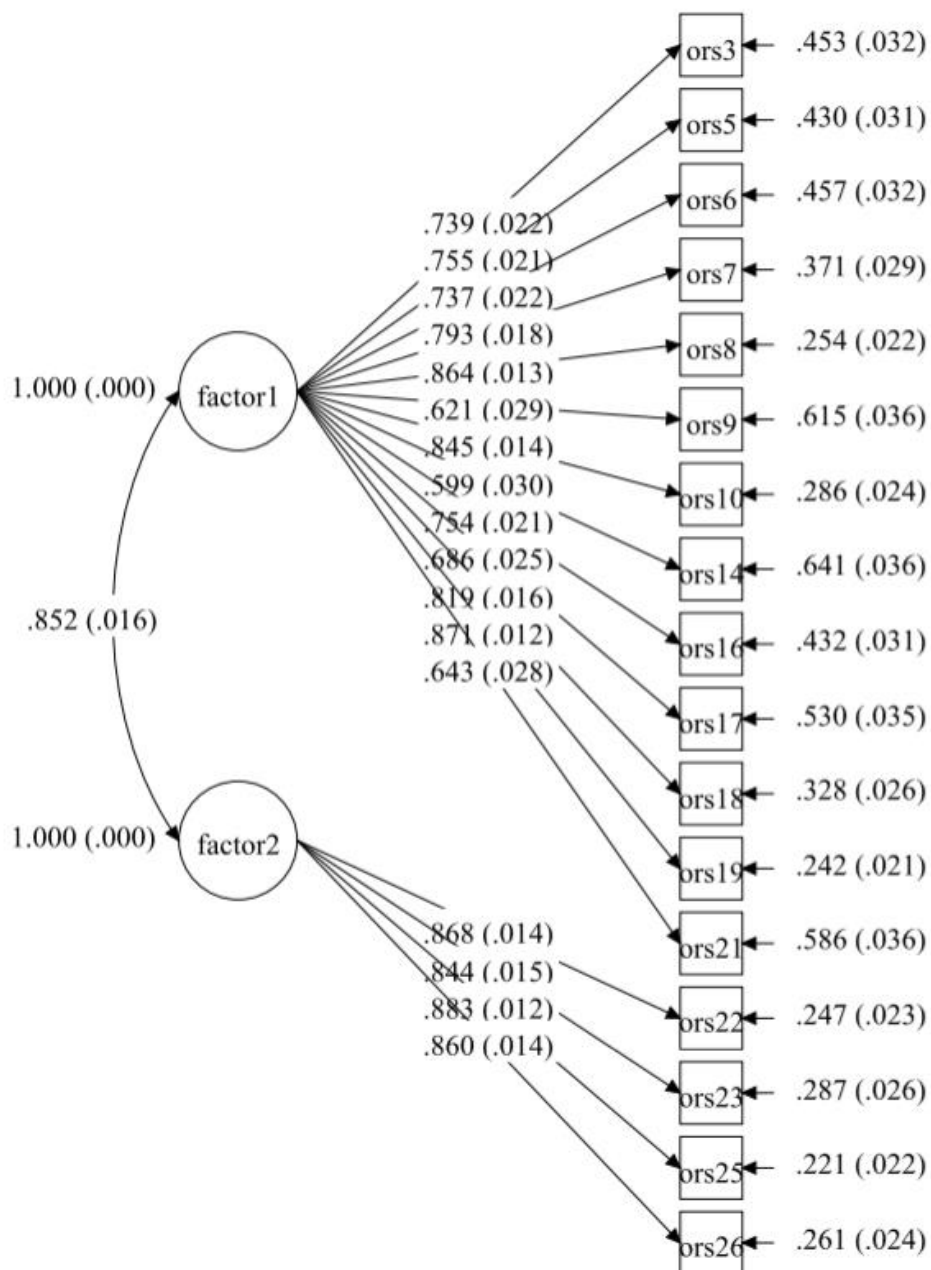 ors3 .453 (.032)
ors5 .430 (.031)
ors6 .457 (.032)
.739 (.022)
.755 (.021)
ors7 .371 (.029)
.737 (.022)
.793 (.018)
ors8 .254 (.022)
.864 (.013)
1.000 (.000) factor1
.621 (.029)
ors9 .615 (.036)
.845 (.014)
.599 (.030)
ors10 .286 (.024)
.754 (.021)
.686 (.025)
ors14 .641 (.036)
.819 (.016)
.852 (.016)
.871 (.012)
ors16 .432 (.031)
.643 (.028)
ors17 .530 (.035)
ors18 .328 (.026)
1.000 (.000) factor2
ors19 .242 (.021)
.868 (.014)
ors21 .586 (.036)
.844 (.015)
.883 (.012)
ors22 .247 (.023)
.860 (.014)
ors23 .287 (.026)
ors25 .221 (.022)
ors26 .261 (.024)